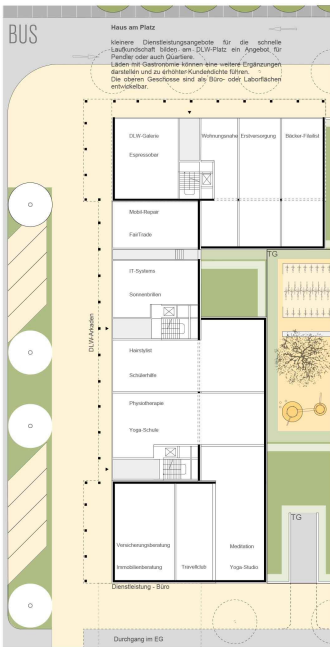 BUS
Haus am Platz
kleinere Dienstleistungsangebote für die schnelle
Laufkundschaft bilden am DLW-Platz ein Angebot für
Pendler oder auch Quartiere.
Läden mit Gastronomie können eine weitere Ergänzungen
darstellen und zu erhöhter Kundendichte führen.
Die oberen Geschosse sind als Büro- oder Laborflächen
entwickelbar.
DLW-Galerie
Wohnungsnahe Erstversorgung
Bäcker-Filialist
Espressobar
Mobil-Repair
FairTrade
TG
IT-Systems
Sonnenbrillen
DLW-Arkaden
Hairstylist
Schülerhilfe
Physiotherapie
Yoga-Schule
TG
Versicherungsberatung
Meditation
Immobilienberatung
Travelclub
Yoga-Studio
Dienstleistung - Büro
Durchgang im EG